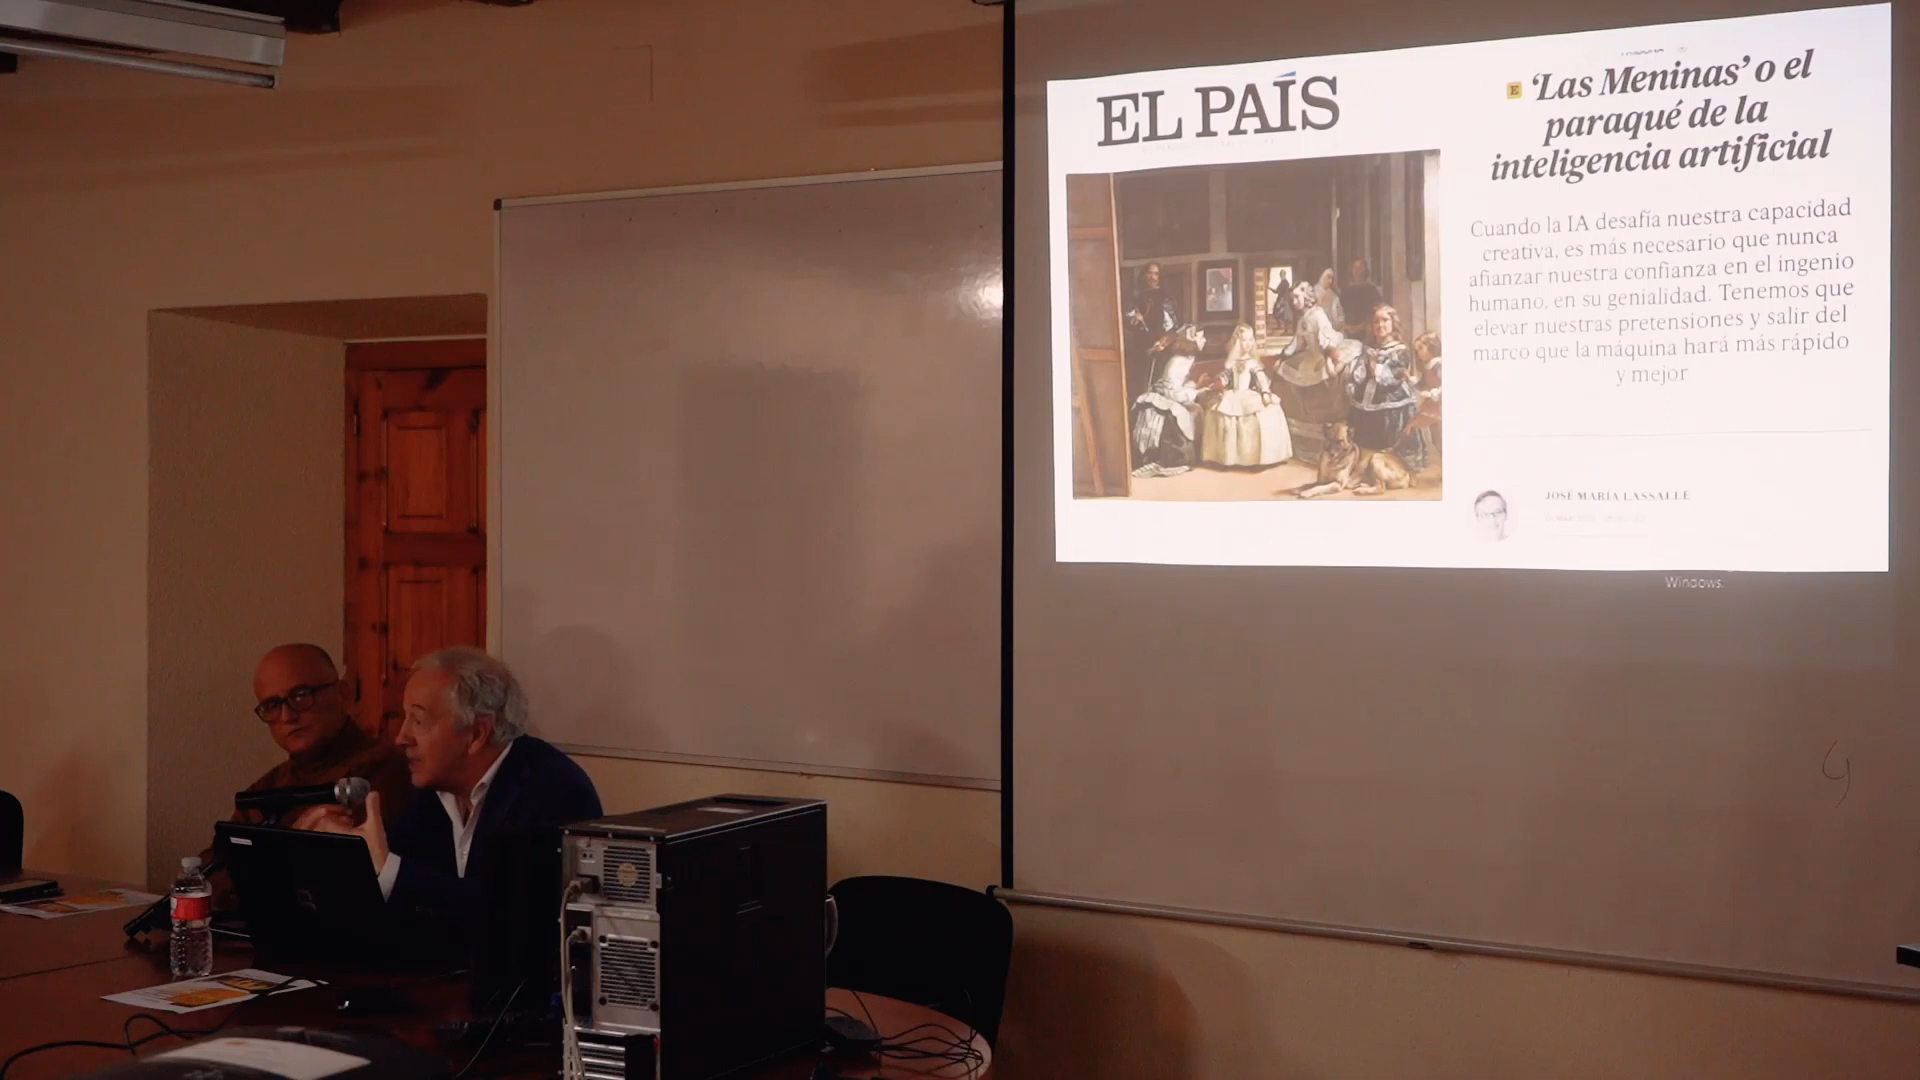 EL PAÍS
E
‘Las Meninas’ o el
paraqué de la
inteligencia artificial
Cuando la IA desafía nuestra capacidad
creativa, es más necesario que nunca
afianzar nuestra confianza en el ingenio
humano, en su genialidad. Tenemos que
elevar nuestras pretensiones y salir del
marco que la máquina hará más rápido
y mejor
JOSÉ MARÍA LASSALLE
Windows.